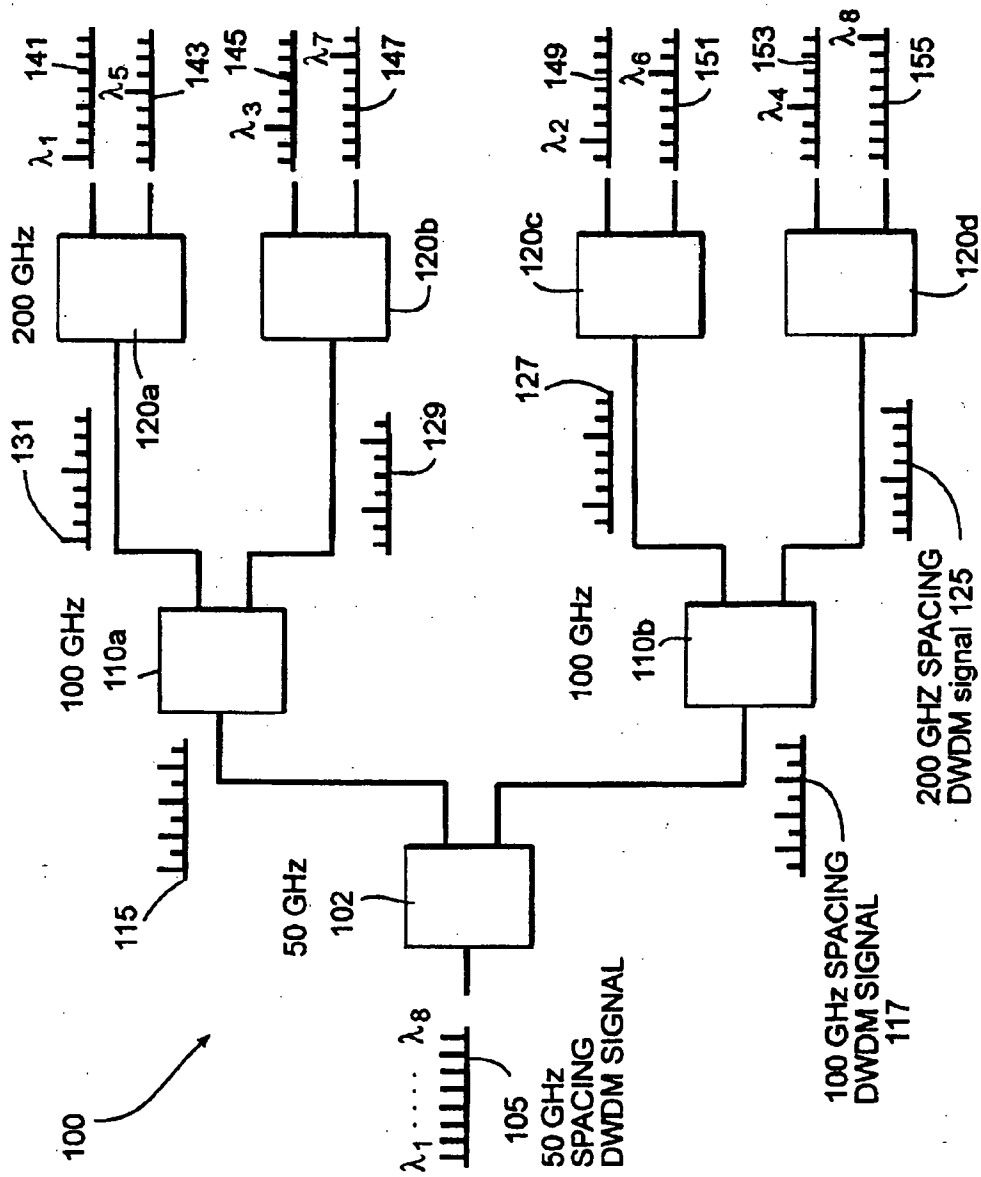 100
λ1 . . . . . λ8
105
50 GHz
SPACING
DWDM SIGNAL
50 GHz
102
115
100 GHz SPACING
DWDM SIGNAL
117
100 GHz
110a
100 GHz
110b
131
129
127
200 GHZ SPACING
DWDM signal 125
200 GHz
120a
120b
120c
120d
λ1
141
λ5
143
λ3
145
λ7
147
λ2
149
λ6
151
λ4
153
λ8
155